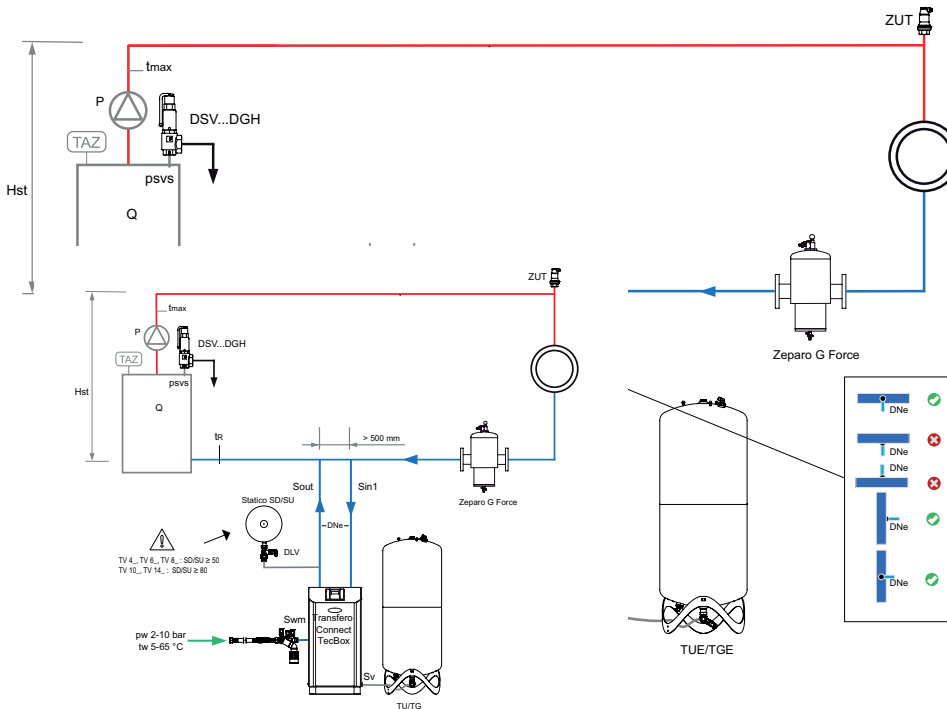 ZUT
tmax
P
DSV...DGH
TAZ
psvs
Hst
Q
Zeparo G Force
ZUT
tmax
P
DSV...DGH
TAZ
psvs
Hst
Q
tR
> 500 mm
Zeparo G Force
Sout
Sin1
Statico SD/SU
DNe
DLV
TV 4_, TV 6_, TV 8_ : SD/SU ≥ 50
TV 10_, TV 14_ : SD/SU ≥ 80
Swm
Transfero
Connect
TecBox
pw 2-10 bar
tw 5-65 °C
Sv
TU/TG
TUE/TGE
DNe
DNe
DNe
DNe
DNe